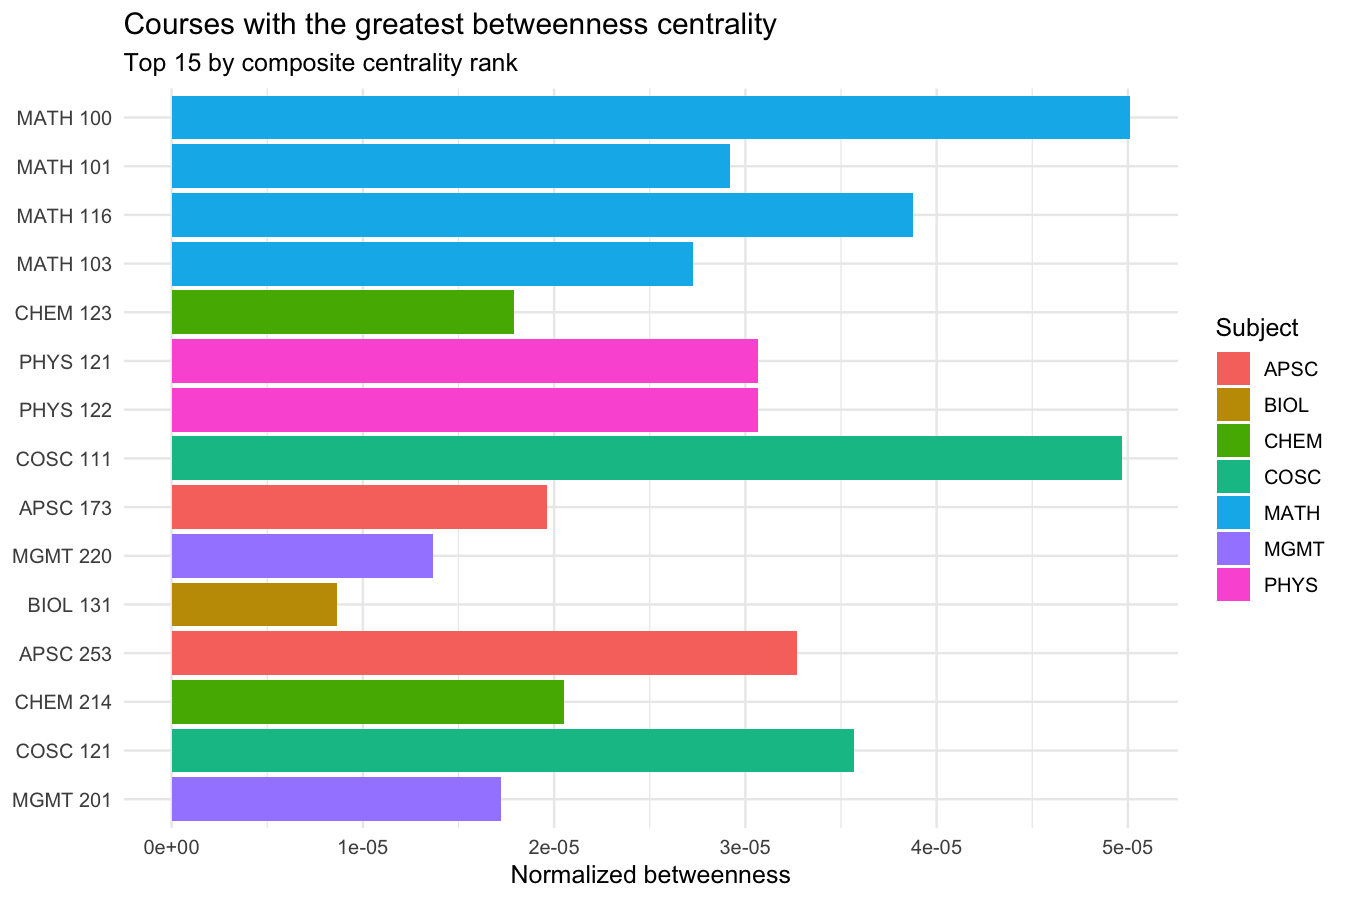 Courses with the greatest betweenness centrality
Top 15 by composite centrality rank
MATH 100
MATH 101
MATH 116
MATH 103
CHEM 123
PHYS 121
PHYS 122
COSC 111
APSC 173
MGMT 220
BIOL 131
APSC 253
CHEM 214
COSC 121
MGMT 201
0e+00 1e-05 2e-05 3e-05 4e-05 5e-05
Normalized betweenness
Subject
APSC
BIOL
CHEM
COSC
MATH
MGMT
PHYS